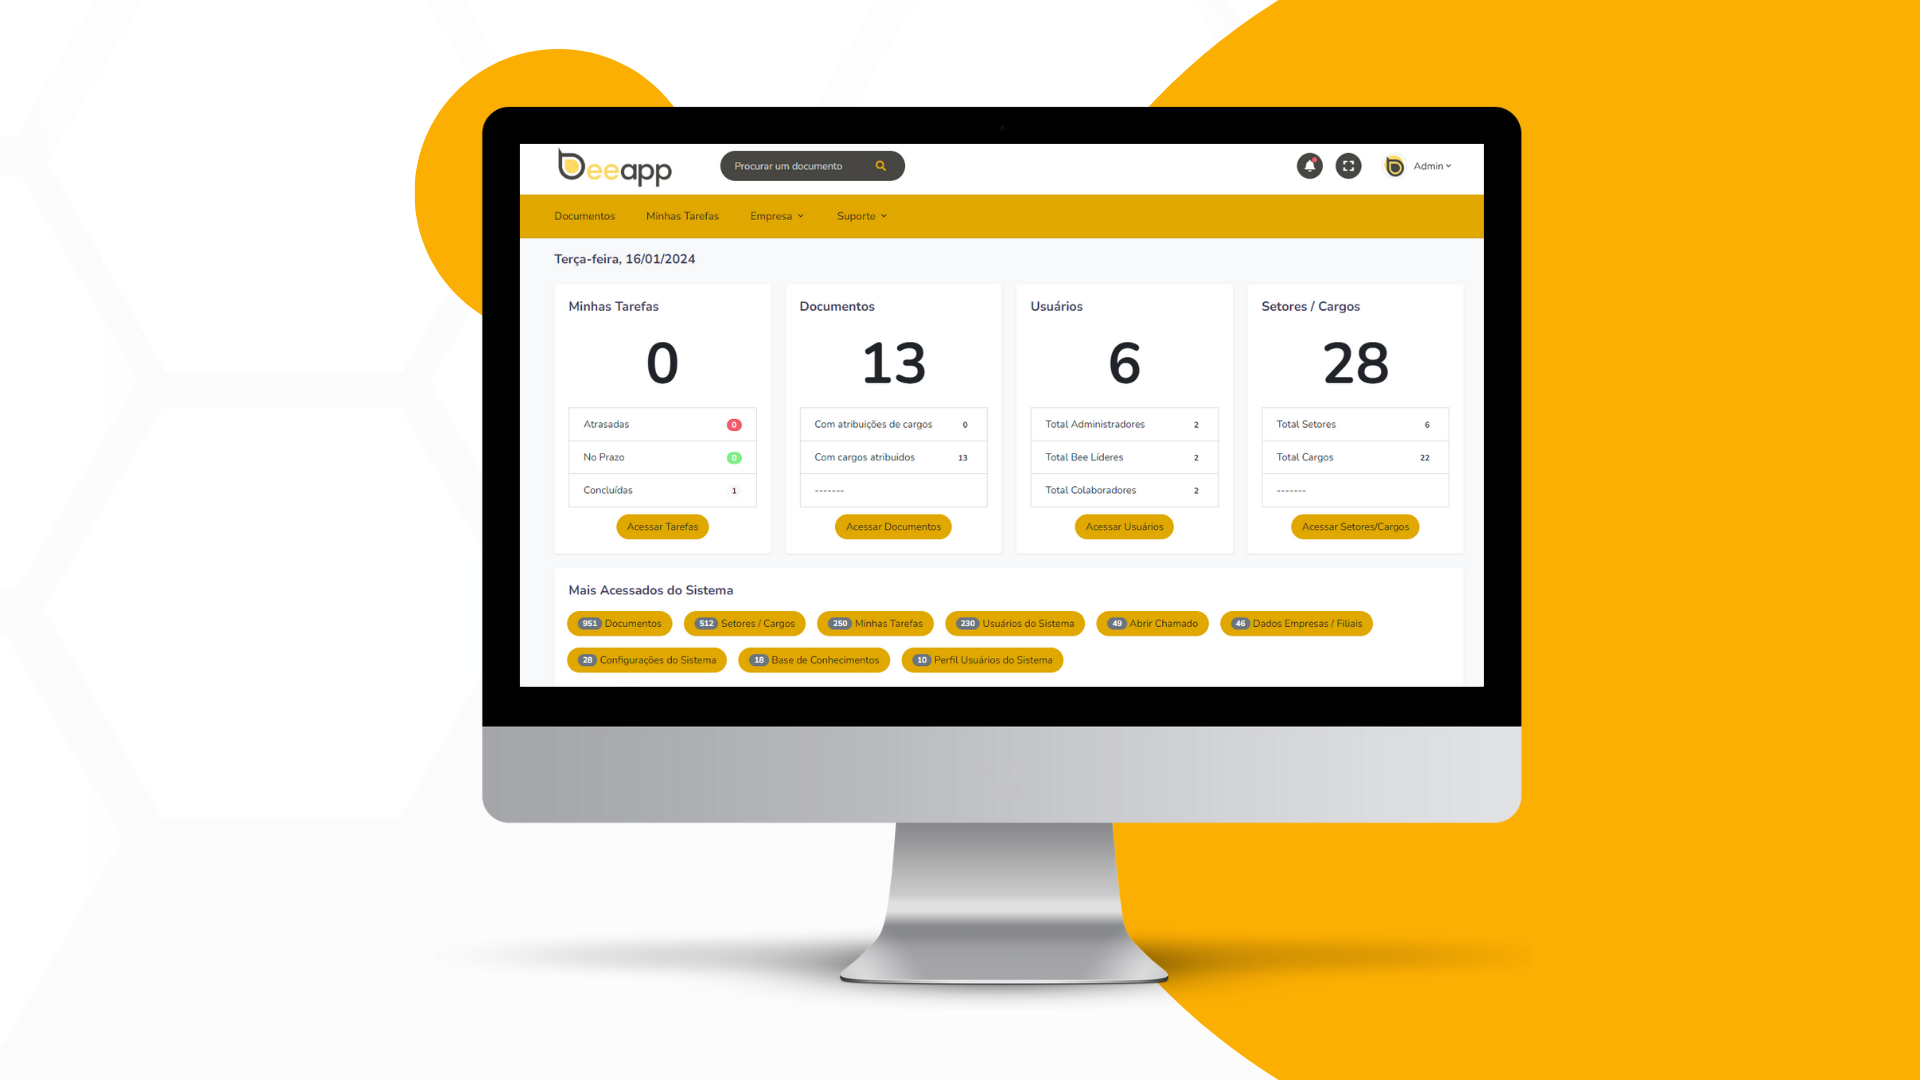 beeapp
Procurar um documento
Admin
Documentos Minhas Tarefas Empresa Suporte
Terça-feira, 16/01/2024
Minhas Tarefas
0
Atrasadas 0
No Prazo 0
Concluídas 1
Acessar Tarefas
Documentos
13
Com atribuições de cargos 0
Com cargos atribuidos 13
-------
Acessar Documentos
Usuários
6
Total Administradores 2
Total Bee Líderes 2
Total Colaboradores 2
Acessar Usuários
Setores / Cargos
28
Total Setores 6
Total Cargos 22
-------
Acessar Setores/Cargos
Mais Acessados do Sistema
951 Documentos 512 Setores / Cargos 250 Minhas Tarefas 230 Usuários do Sistema 49 Abrir Chamado 46 Dados Empresas / Filiais
28 Configurações do Sistema 18 Base de Conhecimentos 10 Perfil Usuários do Sistema